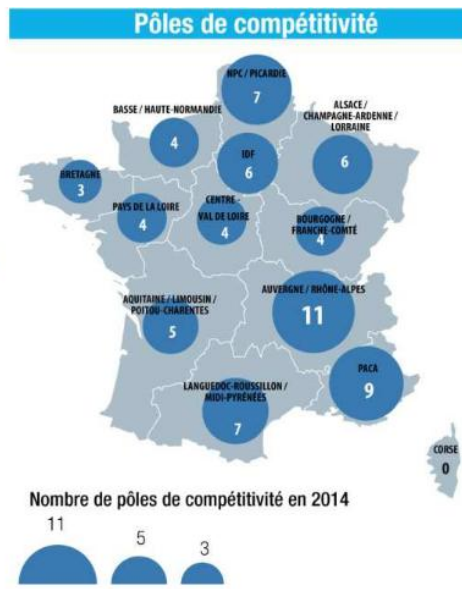 Pôles de compétitivité
NPC / PICARDIE
7
BASSE / HAUTE-NORMANDIE
4
ALSACE /
CHAMPAGNE-ARDENNE /
LORRAINE
6
IDF
6
BRETAGNE
3
PAYS DE LA LOIRE
4
CENTRE -
VAL DE LOIRE
4
BOURGOGNE /
FRANCHE-COMTÉ
4
AUVERGNE / RHÔNE-ALPES
11
AQUITAINE / LIMOUSIN /
POITOU-CHARENTES
5
PACA
9
LANGUEDOC-ROUSSILLON /
MIDI-PYRÉNÉES
7
CORSE
0
Nombre de pôles de compétitivité en 2014
11
5
3